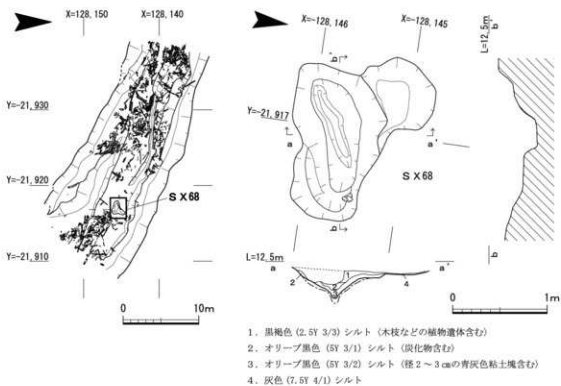 X=-128,150
X=-128,140
Y=-21,930
Y=-21,920
Y=-21,910
SX68
0
10m
X=-128,146
X=-128,145
Y=-21,917
b'
b
a
a'
SX68
L=12.5m
b'
b
L=12.5m
a
a'
1
2
3
4
0
1m
1. 黒褐色 (2.5Y 3/3) シルト (木枝などの植物遺体含む)
2. オリーブ黒色 (5Y 3/1) シルト (炭化物含む)
3. オリーブ黒色 (5Y 3/2) シルト (径2～3㎝の青灰色粘土塊含む)
4. 灰色 (7.5Y 4/1) シルト